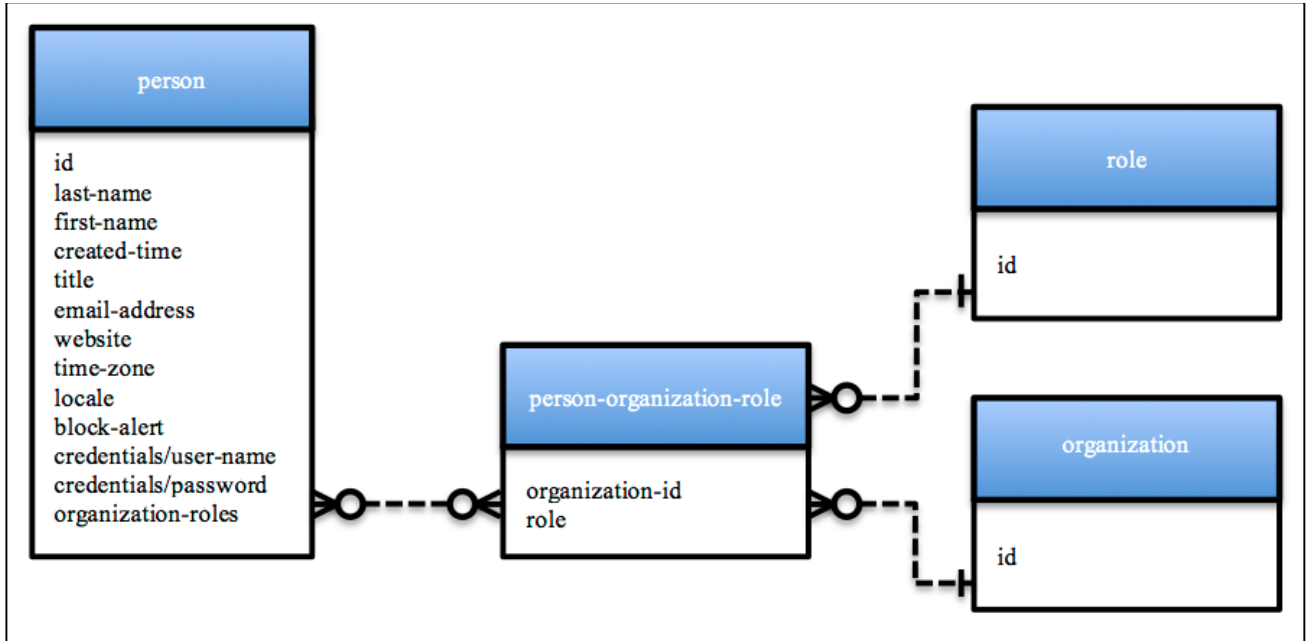 person
id
last-name
first-name
created-time
title
email-address
website
time-zone
locale
block-alert
credentials/user-name
credentials/password
organization-roles
person-organization-role
organization-id
role
role
id
organization
id